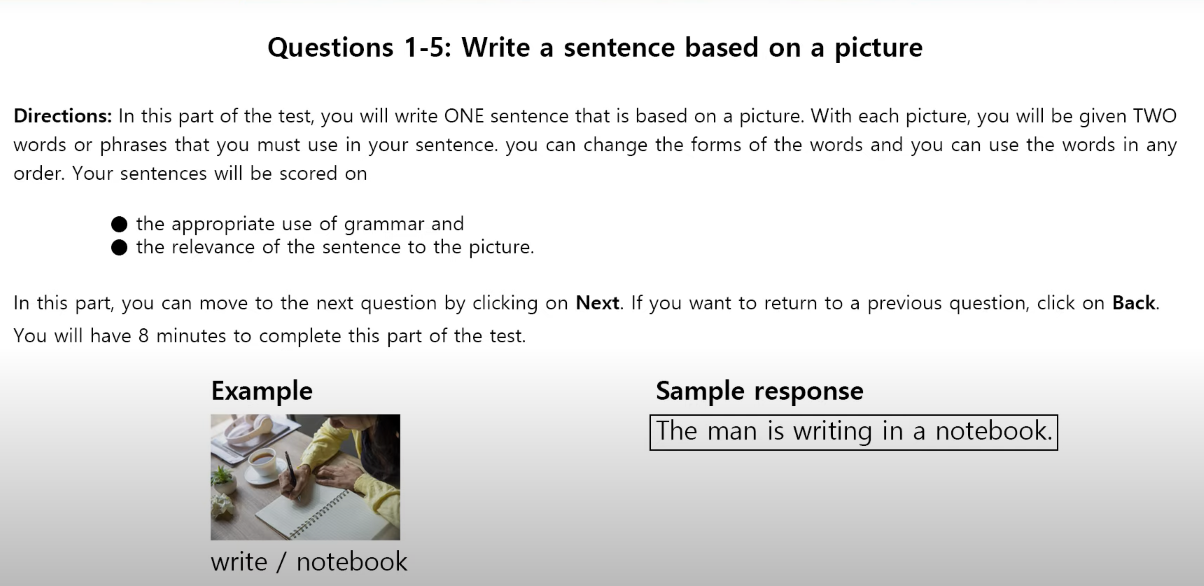 Questions 1-5: Write a sentence based on a picture
Directions: In this part of the test, you will write ONE sentence that is based on a picture. With each picture, you will be given TWO
words or phrases that you must use in your sentence. you can change the forms of the words and you can use the words in any
order. Your sentences will be scored on
● the appropriate use of grammar and
● the relevance of the sentence to the picture.
In this part, you can move to the next question by clicking on Next. If you want to return to a previous question, click on Back.
You will have 8 minutes to complete this part of the test.
Example
write / notebook
Sample response
The man is writing in a notebook.